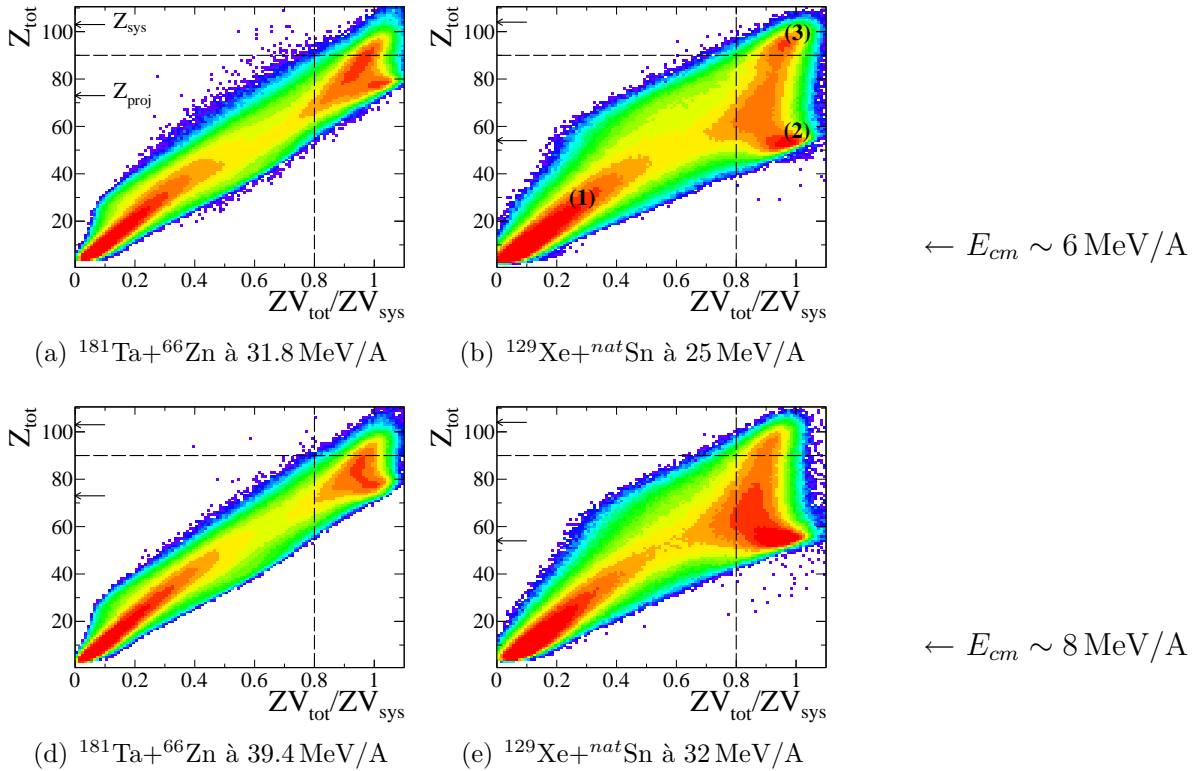 Z_tot
100
80
60
40
20
Z_sys
Z_proj
0 0.2 0.4 0.6 0.8 1
ZV_tot/ZV_sys
(a) ^181Ta+^66Zn à 31.8 MeV/A
Z_tot
100
80
60
40
20
(3)
(2)
(1)
0 0.2 0.4 0.6 0.8 1
ZV_tot/ZV_sys
(b) ^129Xe+^natSn à 25 MeV/A
← E_cm ∼ 6 MeV/A
Z_tot
100
80
60
40
20
0 0.2 0.4 0.6 0.8 1
ZV_tot/ZV_sys
(d) ^181Ta+^66Zn à 39.4 MeV/A
Z_tot
100
80
60
40
20
0 0.2 0.4 0.6 0.8 1
ZV_tot/ZV_sys
(e) ^129Xe+^natSn à 32 MeV/A
← E_cm ∼ 8 MeV/A